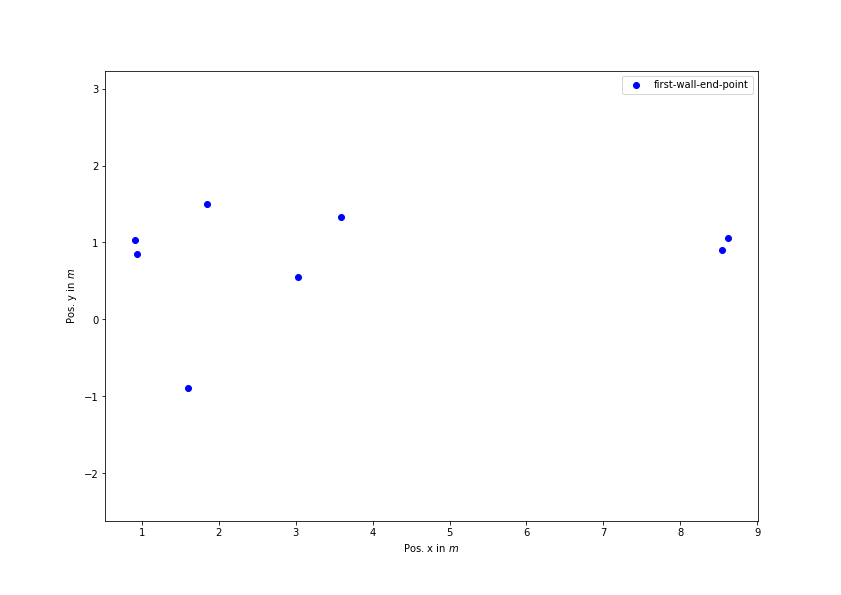 first-wall-end-point
3
2
1
0
−1
−2
Pos. y in m
1 2 3 4 5 6 7 8 9
Pos. x in m